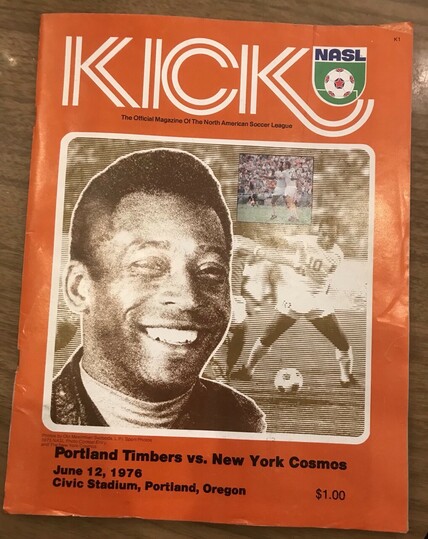 KICK
NASL
K1
The Official Magazine Of The North American Soccer League
10
Portland Timbers vs. New York Cosmos
June 12, 1976
Civic Stadium, Portland, Oregon
$1.00